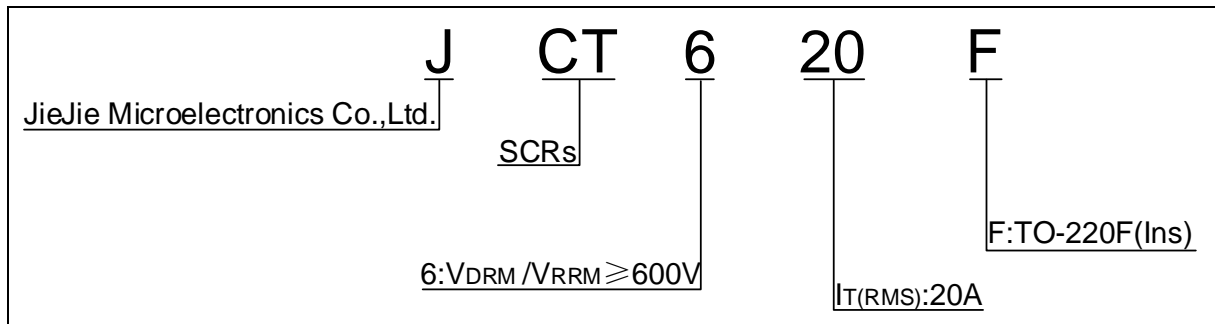 J CT 6 20 F
JieJie Microelectronics Co.,Ltd.
SCRs
F:TO-220F(Ins)
6:VDRM /VRRM≥600V
IT(RMS):20A